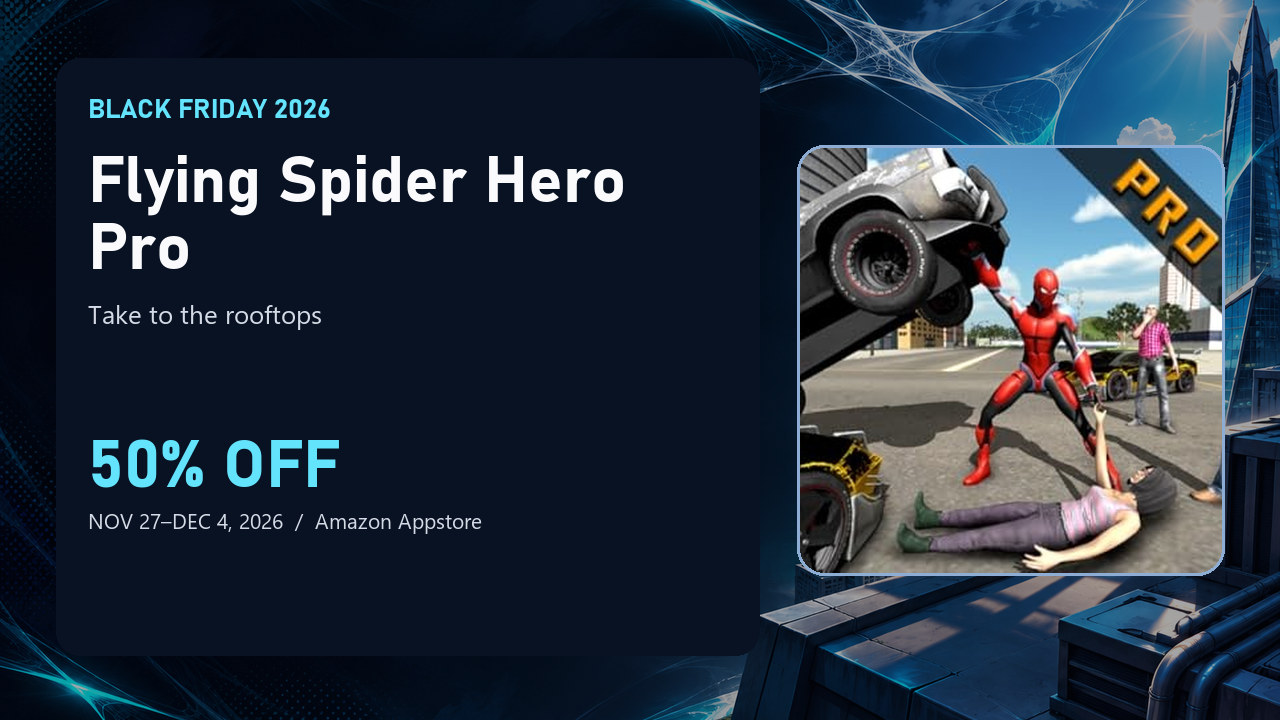 BLACK FRIDAY 2026
Flying Spider Hero
Pro
Take to the rooftops
50% OFF
NOV 27–DEC 4, 2026 / Amazon Appstore
PRO